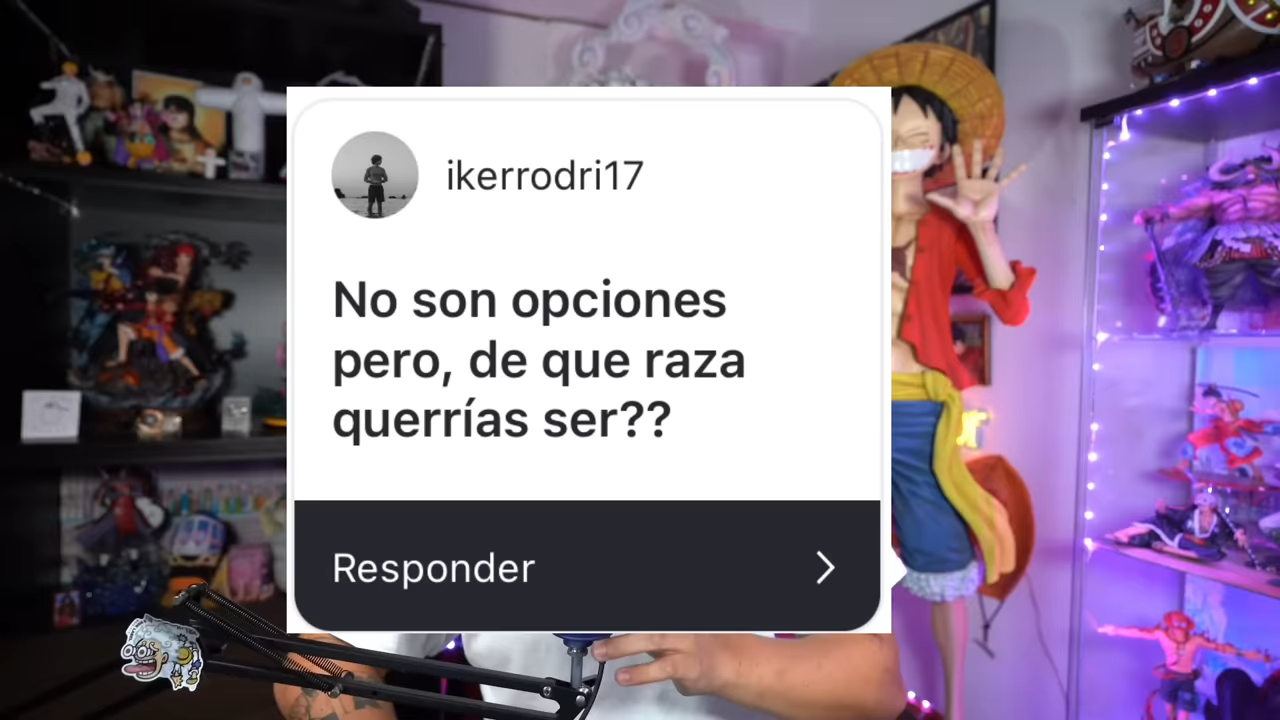 ikerrodri17
No son opciones
pero, de que raza
querrías ser??
Responder